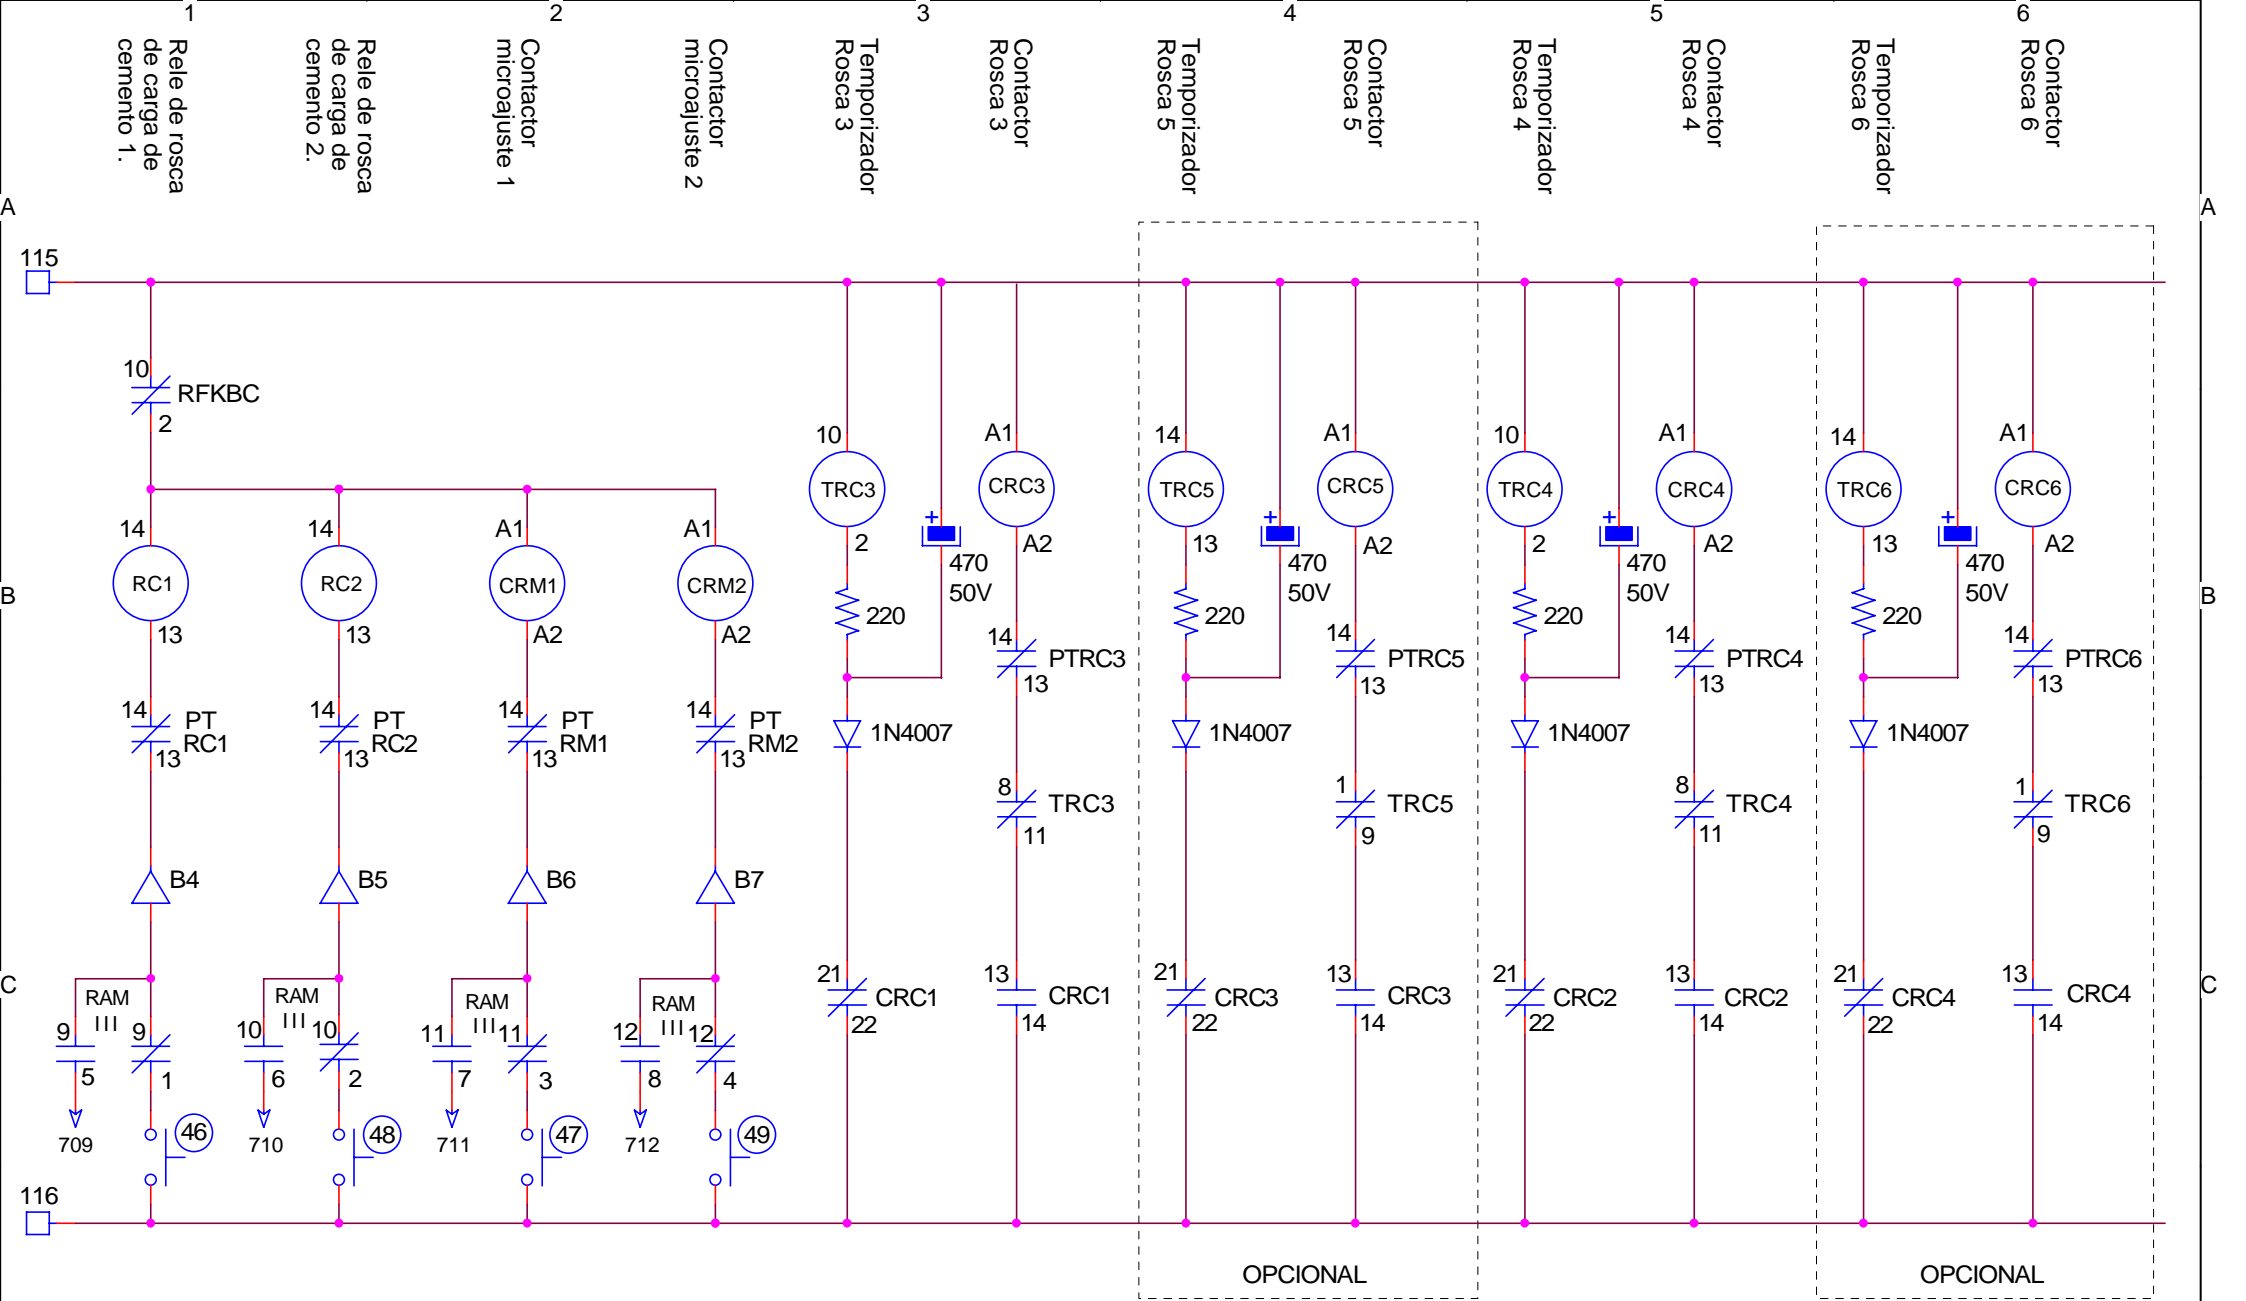 1
2
3
4
5
6
Rele de rosca
de carga de
cemento 1.
Rele de rosca
de carga de
cemento 2.
Contactor
microajuste 1
Contactor
microajuste 2
Temporizador
Rosca 3
Contactor
Rosca 3
Temporizador
Rosca 5
Contactor
Rosca 5
Temporizador
Rosca 4
Contactor
Rosca 4
Temporizador
Rosca 6
Contactor
Rosca 6
A
A
115
10
RFKBC
2
10
A1
14
A1
10
A1
14
A1
TRC3
CRC3
TRC5
CRC5
TRC4
CRC4
TRC6
CRC6
14
14
A1
A1
2
+
A2
13
+
A2
2
+
A2
13
+
A2
470
50V
470
50V
470
50V
470
50V
B
RC1
RC2
CRM1
CRM2
B
13
13
A2
A2
220
220
220
220
14
PTRC3
13
14
PTRC5
13
14
PTRC4
13
14
PTRC6
13
14
PT
RC1
13
14
PT
RC2
13
14
PT
RM1
13
14
PT
RM2
13
1N4007
1N4007
1N4007
1N4007
8
TRC3
11
1
TRC5
9
8
TRC4
11
1
TRC6
9
B4
B5
B6
B7
C
C
21
CRC1
22
13
CRC1
14
21
CRC3
22
13
CRC3
14
21
CRC2
22
13
CRC2
14
21
CRC4
22
13
CRC4
14
RAM
III
9
9
5
1
RAM
III
10
10
6
2
RAM
III
11
11
7
3
RAM
III
12
12
8
4
709
46
710
48
711
47
712
49
116
OPCIONAL
OPCIONAL